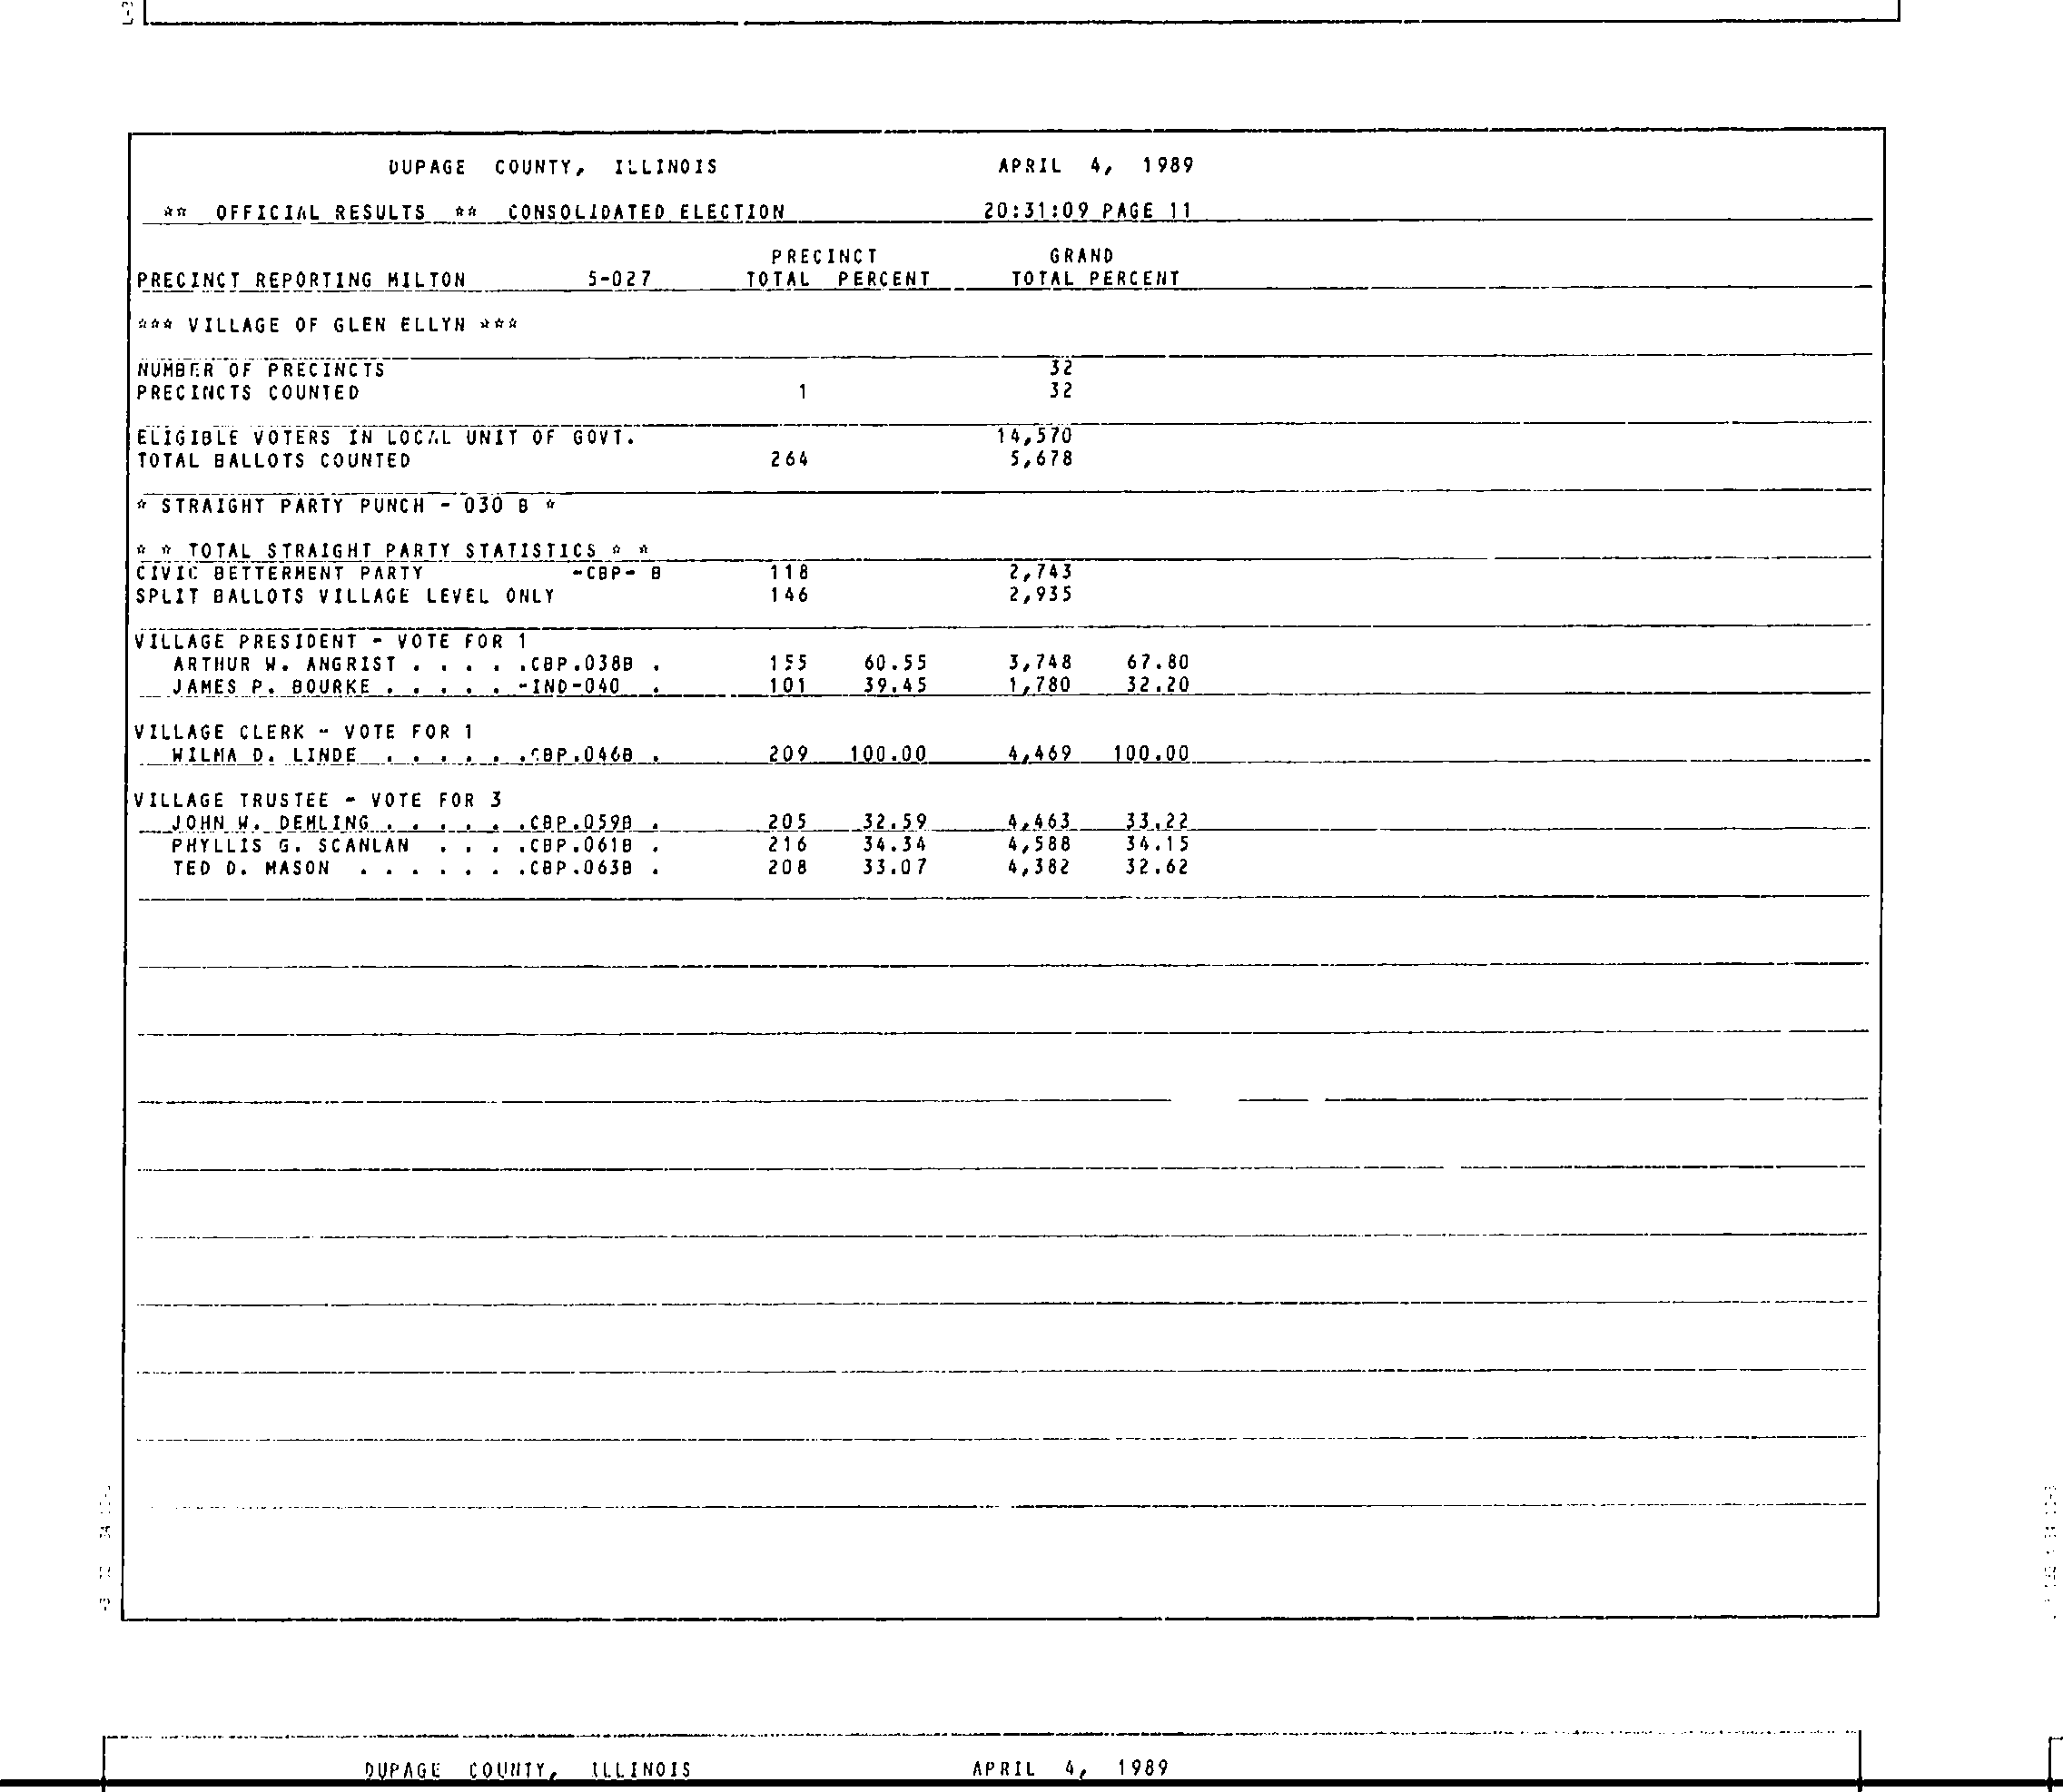 DUPAGE COUNTY, ILLINOIS APRIL 4, 1989
** OFFICIAL RESULTS ** CONSOLIDATED ELECTION 20:31:09 PAGE 11
PRECINCT GRAND
PRECINCT REPORTING MILTON 5-027 TOTAL PERCENT TOTAL PERCENT
*** VILLAGE OF GLEN ELLYN ***
NUMBER OF PRECINCTS 32
PRECINCTS COUNTED 1 32
ELIGIBLE VOTERS IN LOCAL UNIT OF GOVT. 14,570
TOTAL BALLOTS COUNTED 264 5,678
* STRAIGHT PARTY PUNCH - 030 B *
* * TOTAL STRAIGHT PARTY STATISTICS * *
CIVIC BETTERMENT PARTY -CBP- B 118 2,743
SPLIT BALLOTS VILLAGE LEVEL ONLY 146 2,935
VILLAGE PRESIDENT - VOTE FOR 1
ARTHUR W. ANGRIST . . . . .CBP.038B . 155 60.55 3,748 67.80
JAMES P. BOURKE . . . . . -IND-040 . 101 39.45 1,780 32.20
VILLAGE CLERK - VOTE FOR 1
WILMA D. LINDE . . . . . .CBP.046B . 209 100.00 4,469 100.00
VILLAGE TRUSTEE - VOTE FOR 3
JOHN W. DEMLING . . . . . .CBP.059B . 205 32.59 4,463 33.22
PHYLLIS G. SCANLAN . . . .CBP.061B . 216 34.34 4,588 34.15
TED D. MASON . . . . . . .CBP.063B . 208 33.07 4,382 32.62
DUPAGE COUNTY, ILLINOIS APRIL 4, 1989